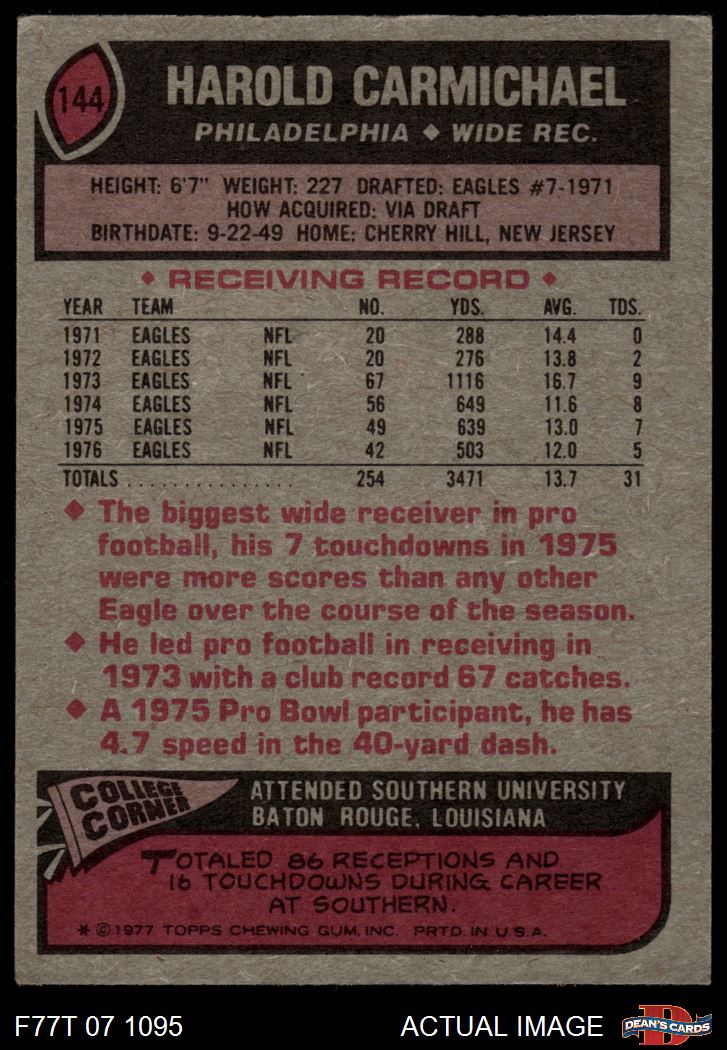 144
HAROLD CARMICHAEL
PHILADELPHIA ◆ WIDE REC.
HEIGHT: 6'7" WEIGHT: 227 DRAFTED: EAGLES #7-1971
HOW ACQUIRED: VIA DRAFT
BIRTHDATE: 9-22-49 HOME: CHERRY HILL, NEW JERSEY
◆ RECEIVING RECORD ◆
YEAR TEAM NO. YDS. AVG. TDS.
1971 EAGLES NFL 20 288 14.4 0
1972 EAGLES NFL 20 276 13.8 2
1973 EAGLES NFL 67 1116 16.7 9
1974 EAGLES NFL 56 649 11.6 8
1975 EAGLES NFL 49 639 13.0 7
1976 EAGLES NFL 42 503 12.0 5
TOTALS ............... 254 3471 13.7 31
◆ The biggest wide receiver in pro
football, his 7 touchdowns in 1975
were more scores than any other
Eagle over the course of the season.
◆ He led pro football in receiving in
1973 with a club record 67 catches.
◆ A 1975 Pro Bowl participant, he has
4.7 speed in the 40-yard dash.
COLLEGE
CORNER
ATTENDED SOUTHERN UNIVERSITY
BATON ROUGE, LOUISIANA
TOTALED 86 RECEPTIONS AND
16 TOUCHDOWNS DURING CAREER
AT SOUTHERN.
* ©1977 TOPPS CHEWING GUM, INC. PRTD. IN U.S.A.
F77T 07 1095 ACTUAL IMAGE
D
DEAN'S CARDS